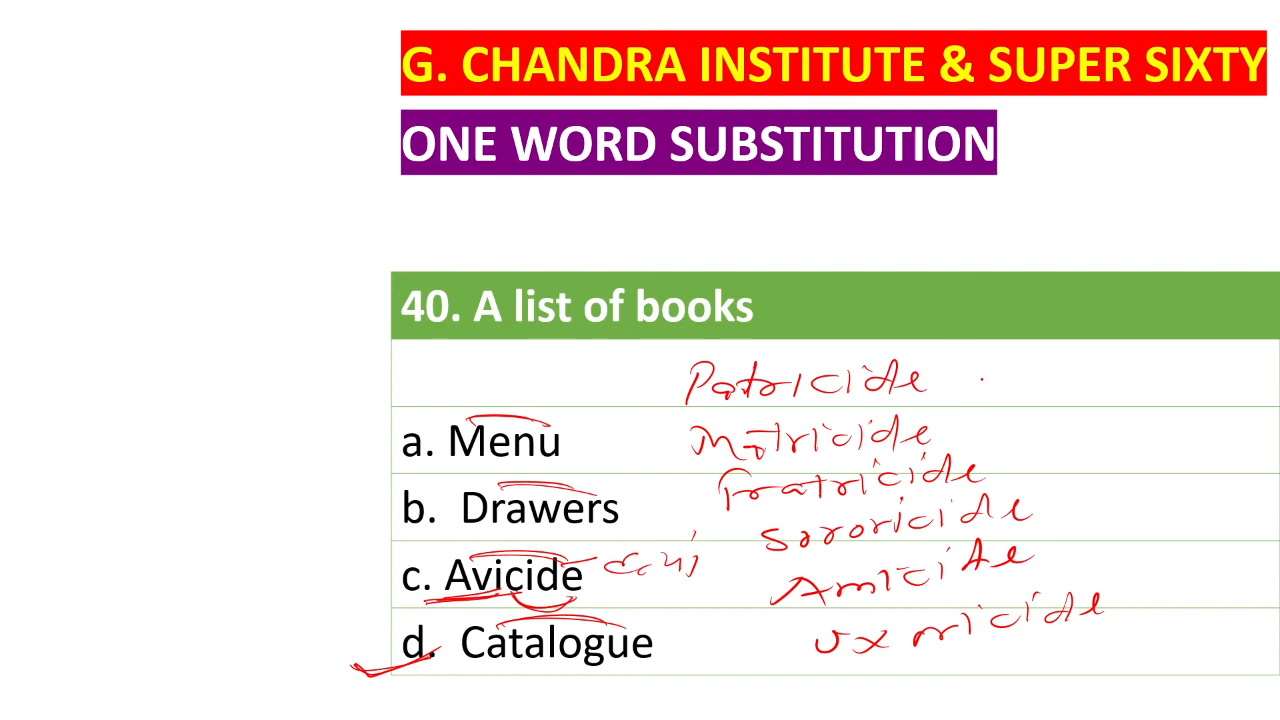 G. CHANDRA INSTITUTE & SUPER SIXTY
ONE WORD SUBSTITUTION
40. A list of books
Patricide
a. Menu
Matricide
b. Drawers
Fratricide
Sororicide
c. Avicide
Amicide
d. Catalogue
Uxoricide